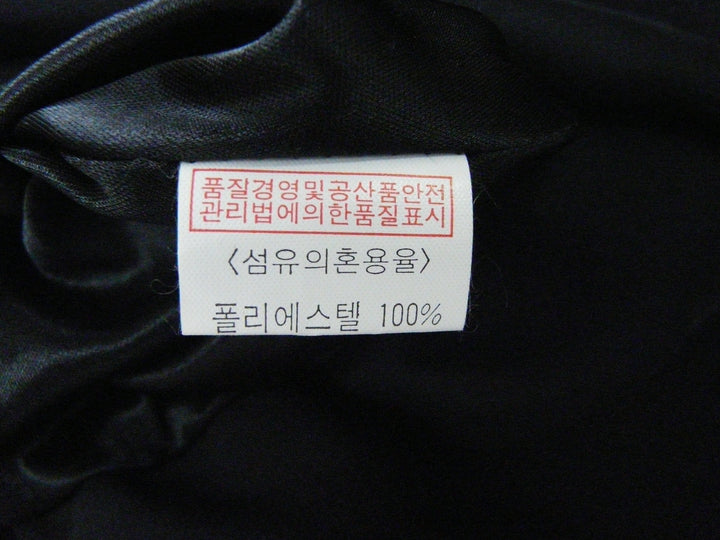 품질경영및공산품안전
관리법에의한품질표시
〈섬유의혼용율〉
폴리에스텔 100%